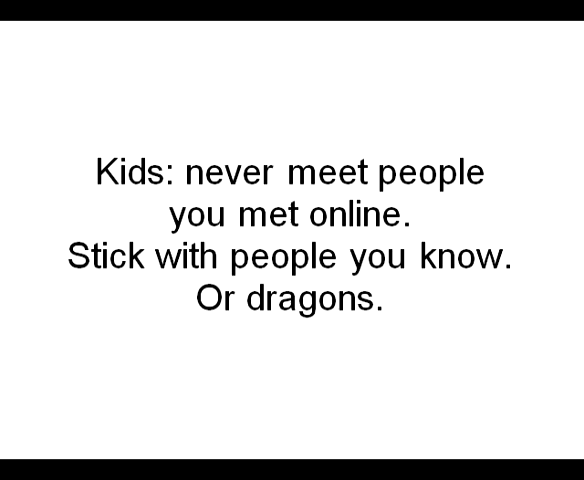 Kids: never meet people
you met online.
Stick with people you know.
Or dragons.